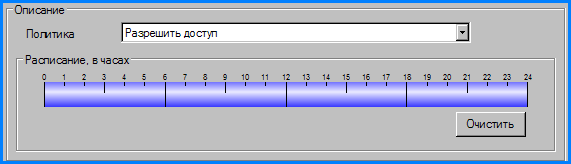 Описание
Политика Разрешить доступ
Расписание, в часах
0 1 2 3 4 5 6 7 8 9 10 11 12 13 14 15 16 17 18 19 20 21 22 23 24
Очистить